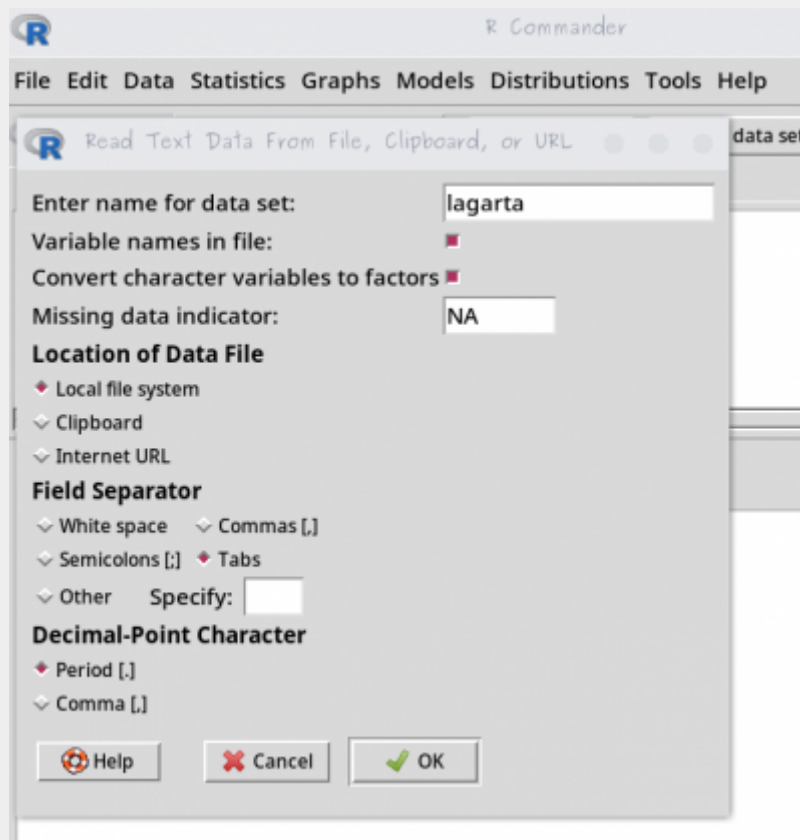 R Commander
File Edit Data Statistics Graphs Models Distributions Tools Help
data set
Read Text Data From File, Clipboard, or URL
Enter name for data set: lagarta
Variable names in file:
Convert character variables to factors
Missing data indicator: NA
Location of Data File
Local file system
Clipboard
Internet URL
Field Separator
White space Commas [,]
Semicolons [;] Tabs
Other Specify:
Decimal-Point Character
Period [.]
Comma [,]
Help Cancel OK